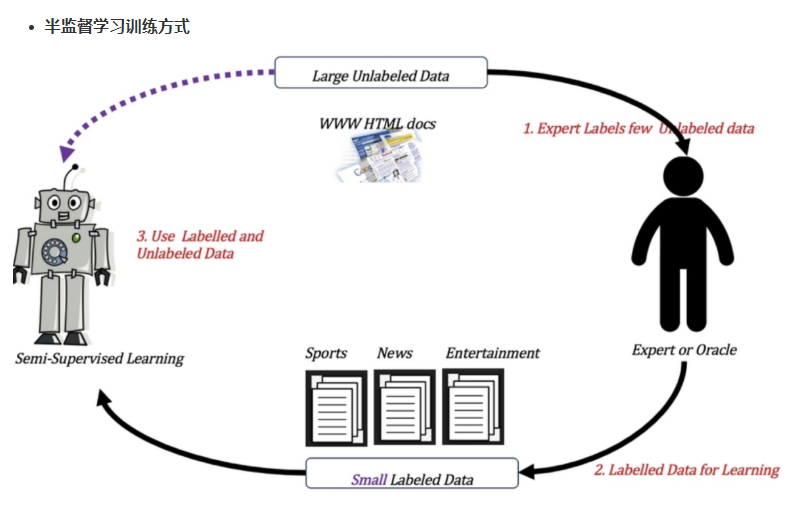 半监督学习训练方式
Large Unlabeled Data
WWW HTML docs
1. Expert Labels few Unlabeled data
3. Use Labelled and
Unlabeled Data
Semi-Supervised Learning
Sports News Entertainment
Expert or Oracle
Small Labeled Data
2. Labelled Data for Learning